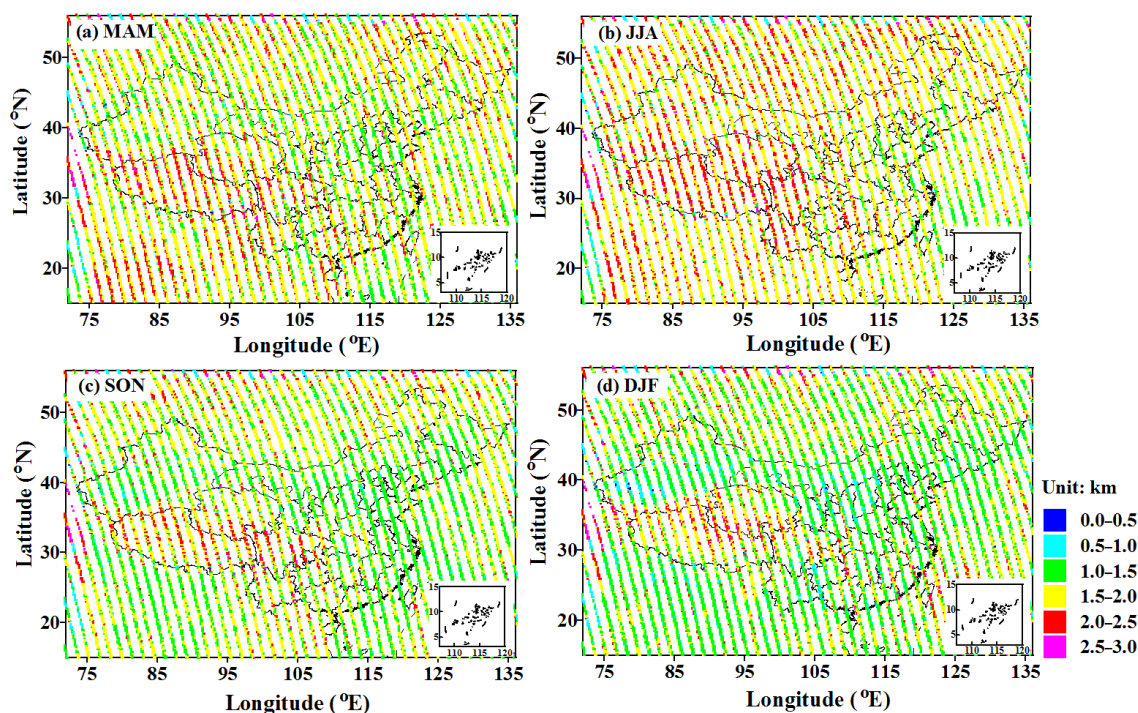 (a) MAM
50
40
30
20
Latitude (°N)
15
10
5
110 115 120
75 85 95 105 115 125 135
Longitude (°E)
(b) JJA
50
40
30
20
Latitude (°N)
15
10
5
110 115 120
75 85 95 105 115 125 135
Longitude (°E)
(c) SON
50
40
30
20
Latitude (°N)
15
10
5
110 115 120
75 85 95 105 115 125 135
Longitude (°E)
(d) DJF
50
40
30
20
Latitude (°N)
15
10
5
110 115 120
75 85 95 105 115 125 135
Longitude (°E)
Unit: km
0.0–0.5
0.5–1.0
1.0–1.5
1.5–2.0
2.0–2.5
2.5–3.0